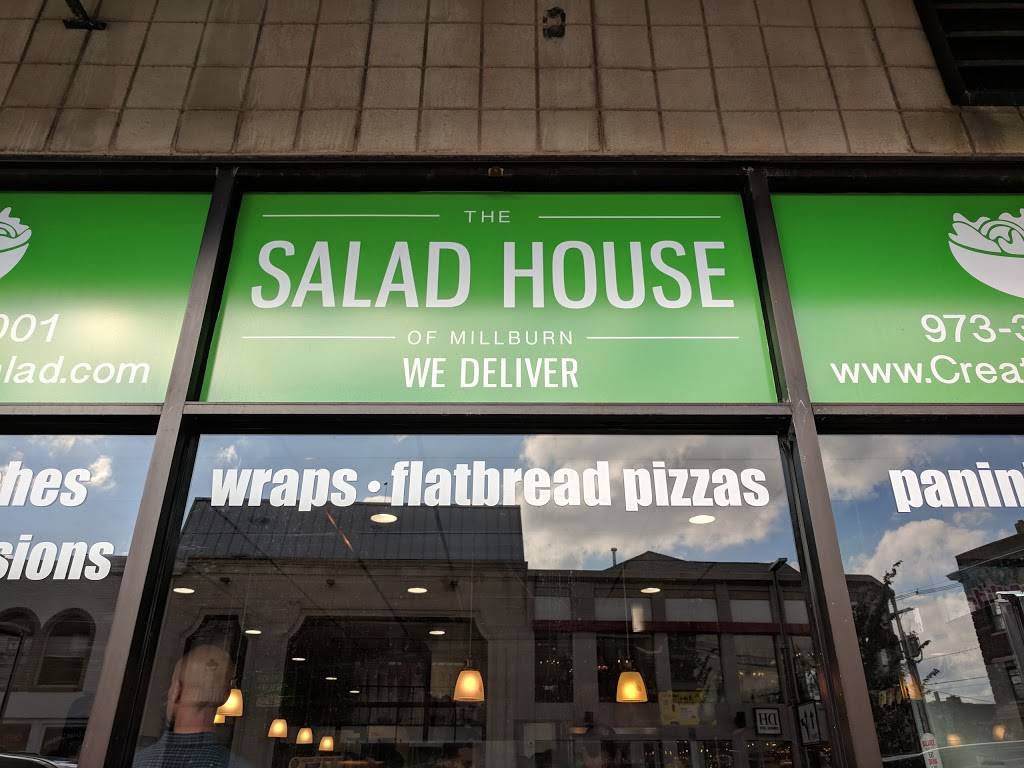 THE
SALAD HOUSE
OF MILLBURN
WE DELIVER
001
lad.com
973-3
www.Creat
wraps • flatbread pizzas
hes
sions
panin